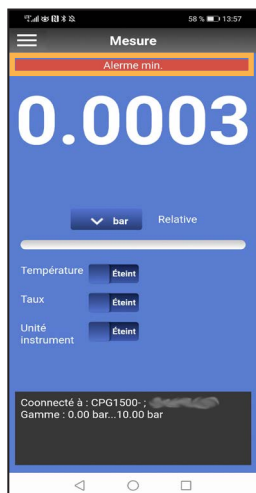 58 % 13:57
Mesure
Alerme min.
0.0003
bar Relative
Température Éteint
Taux Éteint
Unité
instrument Éteint
Coonnecté à : CPG1500- ;
Gamme : 0.00 bar...10.00 bar